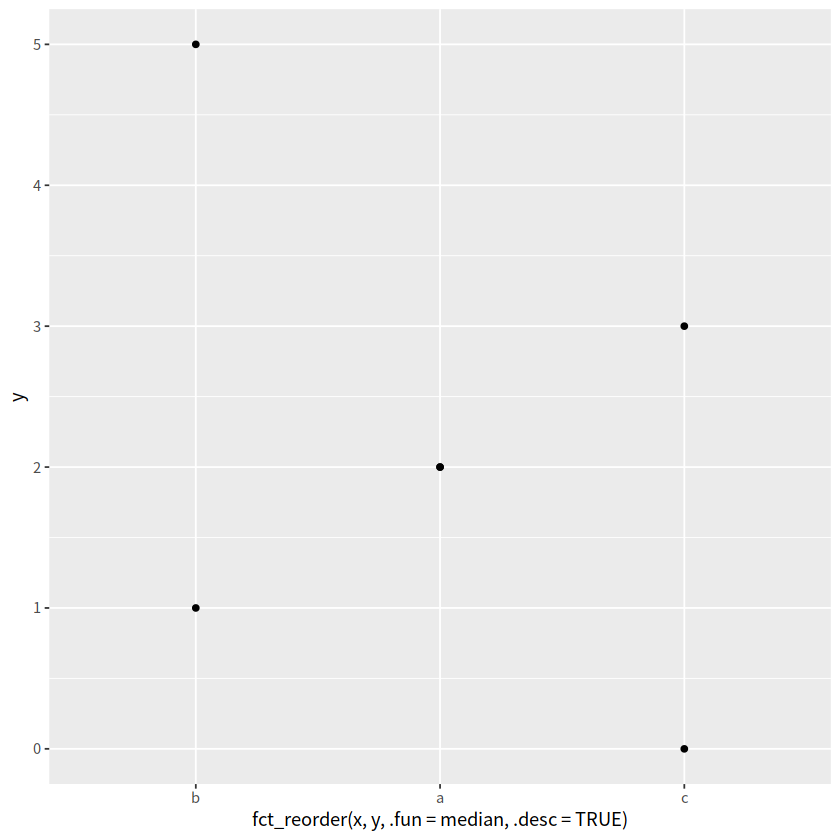 5
4
3
2
1
0
y
b a c
fct_reorder(x, y, .fun = median, .desc = TRUE)